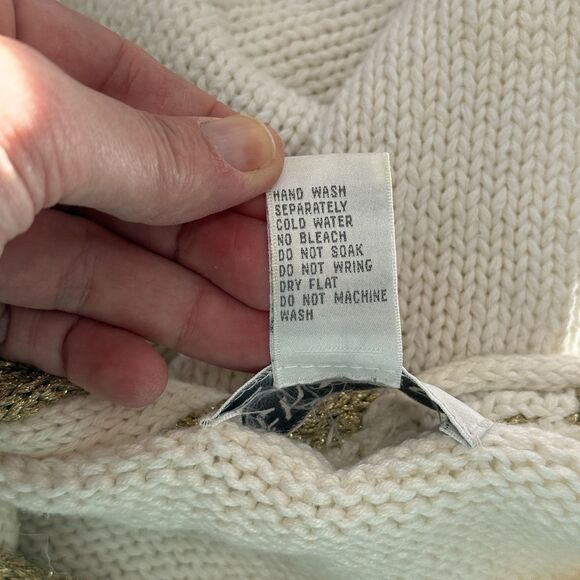 HAND WASH
SEPARATELY
COLD WATER
NO BLEACH
DO NOT SOAK
DO NOT WRING
DRY FLAT
DO NOT MACHINE
WASH